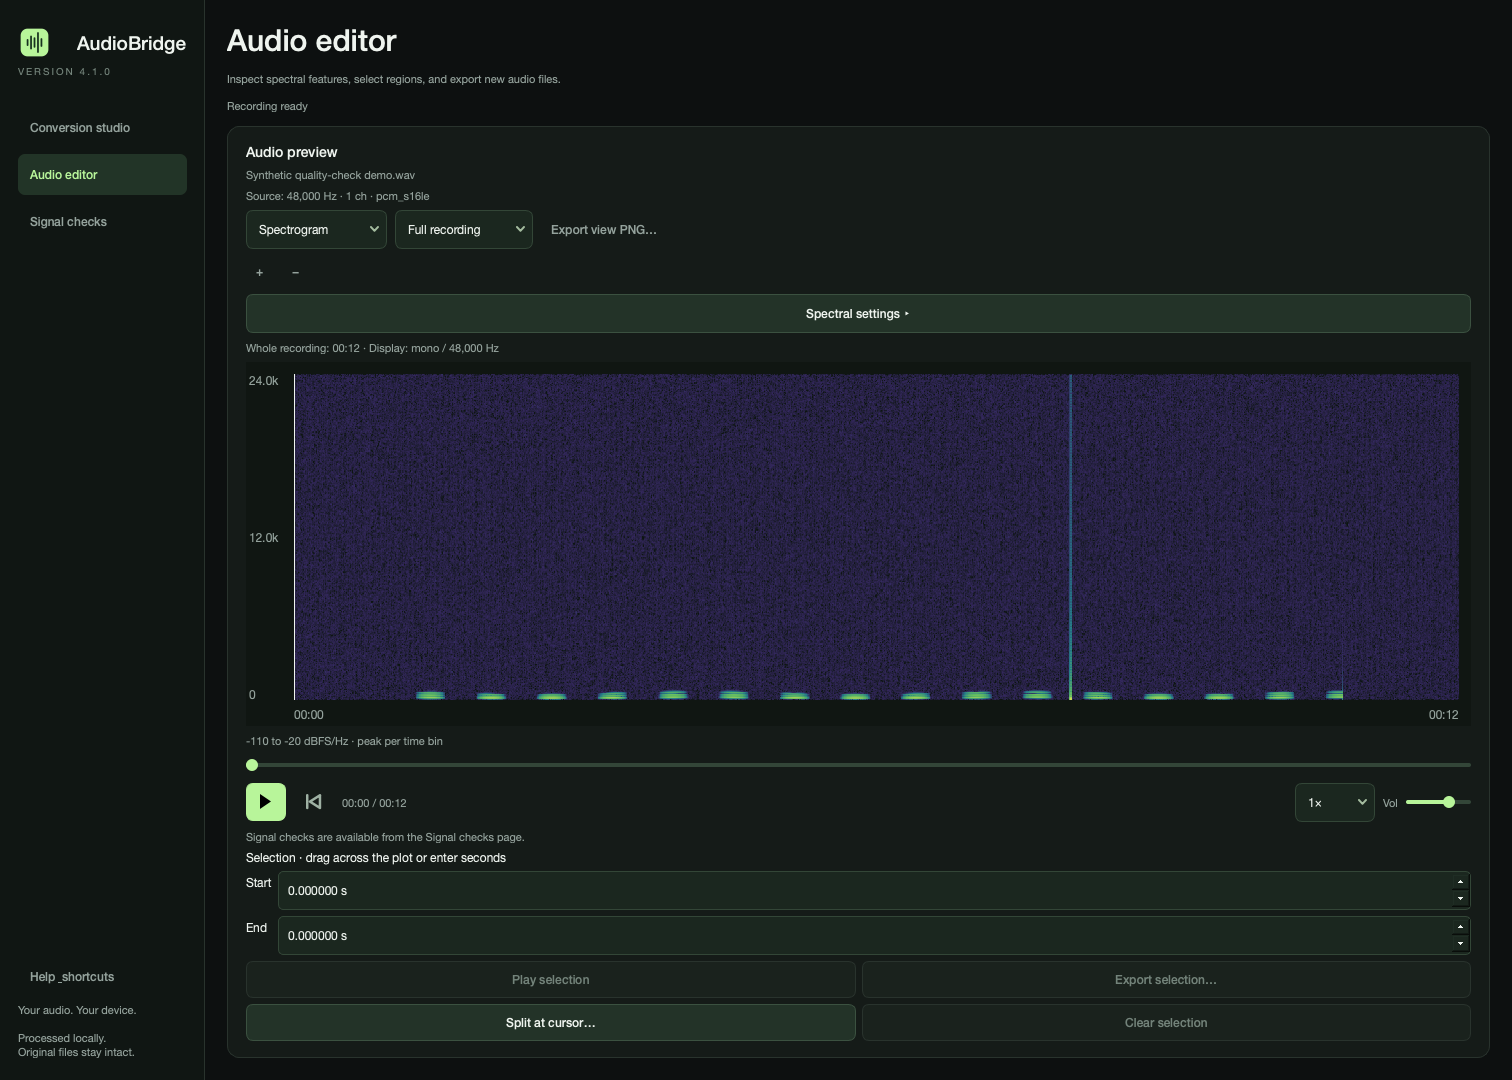 AudioBridge
VERSION 4.1.0
Conversion studio
Audio editor
Signal checks
Help _shortcuts
Your audio. Your device.
Processed locally.
Original files stay intact.
Audio editor
Inspect spectral features, select regions, and export new audio files.
Recording ready
Audio preview
Synthetic quality-check demo.wav
Source: 48,000 Hz · 1 ch · pcm_s16le
Spectrogram
Full recording
Export view PNG...
+ −
Spectral settings ▸
Whole recording: 00:12 · Display: mono / 48,000 Hz
24.0k
12.0k
0
00:00
00:12
-110 to -20 dBFS/Hz · peak per time bin
00:00 / 00:12
1×
Vol
Signal checks are available from the Signal checks page.
Selection · drag across the plot or enter seconds
Start
0.000000 s
End
0.000000 s
Play selection
Export selection...
Split at cursor...
Clear selection